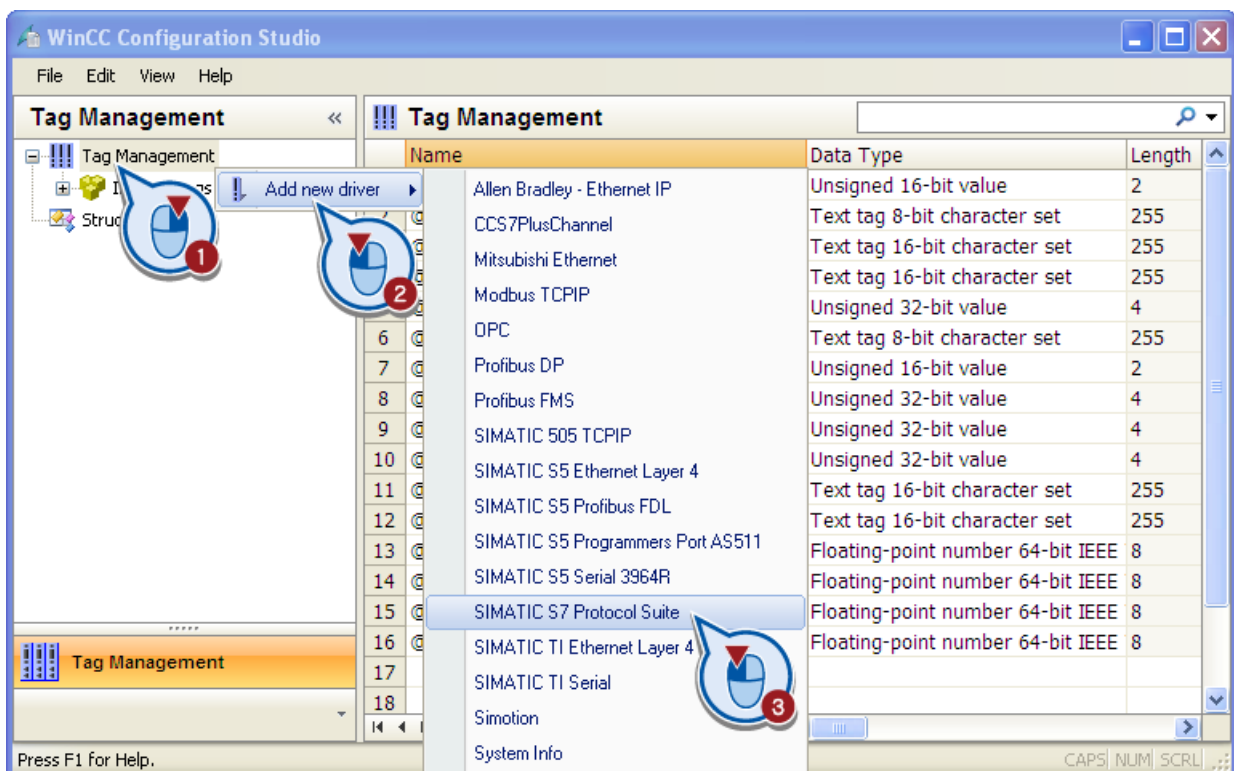 WinCC Configuration Studio
File Edit View Help
Tag Management «
Tag Management
Tag Management
Struc
Add new driver
1
2
3
Name Data Type Length
Unsigned 16-bit value 2
Text tag 8-bit character set 255
Text tag 16-bit character set 255
Text tag 16-bit character set 255
Unsigned 32-bit value 4
6 @ Text tag 8-bit character set 255
7 @ Unsigned 16-bit value 2
8 @ Unsigned 32-bit value 4
9 @ Unsigned 32-bit value 4
10 @ Unsigned 32-bit value 4
11 @ Text tag 16-bit character set 255
12 @ Text tag 16-bit character set 255
13 @ Floating-point number 64-bit IEEE 8
14 @ Floating-point number 64-bit IEEE 8
15 @ Floating-point number 64-bit IEEE 8
16 @ Floating-point number 64-bit IEEE 8
17
18
Allen Bradley - Ethernet IP
CCS7PlusChannel
Mitsubishi Ethernet
Modbus TCPIP
OPC
Profibus DP
Profibus FMS
SIMATIC 505 TCPIP
SIMATIC S5 Ethernet Layer 4
SIMATIC S5 Profibus FDL
SIMATIC S5 Programmers Port AS511
SIMATIC S5 Serial 3964R
SIMATIC S7 Protocol Suite
SIMATIC TI Ethernet Layer 4
SIMATIC TI Serial
Simotion
System Info
Tag Management
Press F1 for Help.
CAPS NUM SCRL